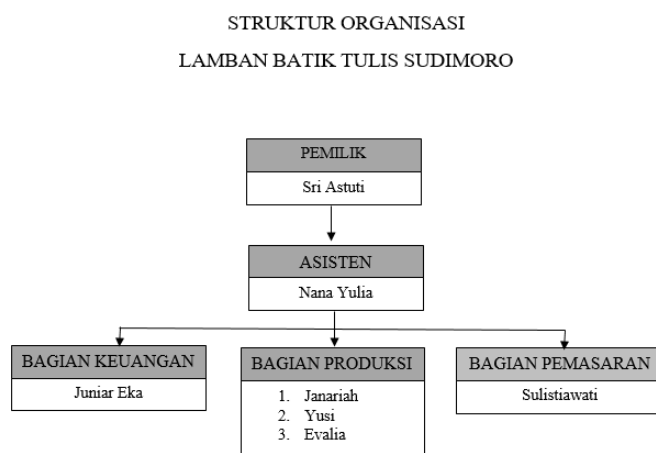 STRUKTUR ORGANISASI
LAMBAN BATIK TULIS SUDIMORO
PEMILIK
Sri Astuti
ASISTEN
Nana Yulia
BAGIAN KEUANGAN
Juniar Eka
BAGIAN PRODUKSI
1. Janariah
2. Yusi
3. Evalia
BAGIAN PEMASARAN
Sulistiawati